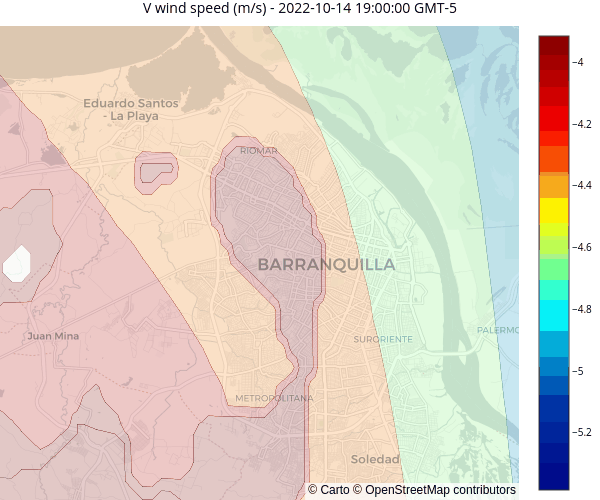 V wind speed (m/s) - 2022-10-14 19:00:00 GMT-5
Eduardo Santos
- La Playa
RIOMAR
BARRANQUILLA
Juan Mina
SURORIENTE
PALERMO
METROPOLITANA
Soledad
© Carto © OpenStreetMap contributors
−4
−4.2
−4.4
−4.6
−4.8
−5
−5.2